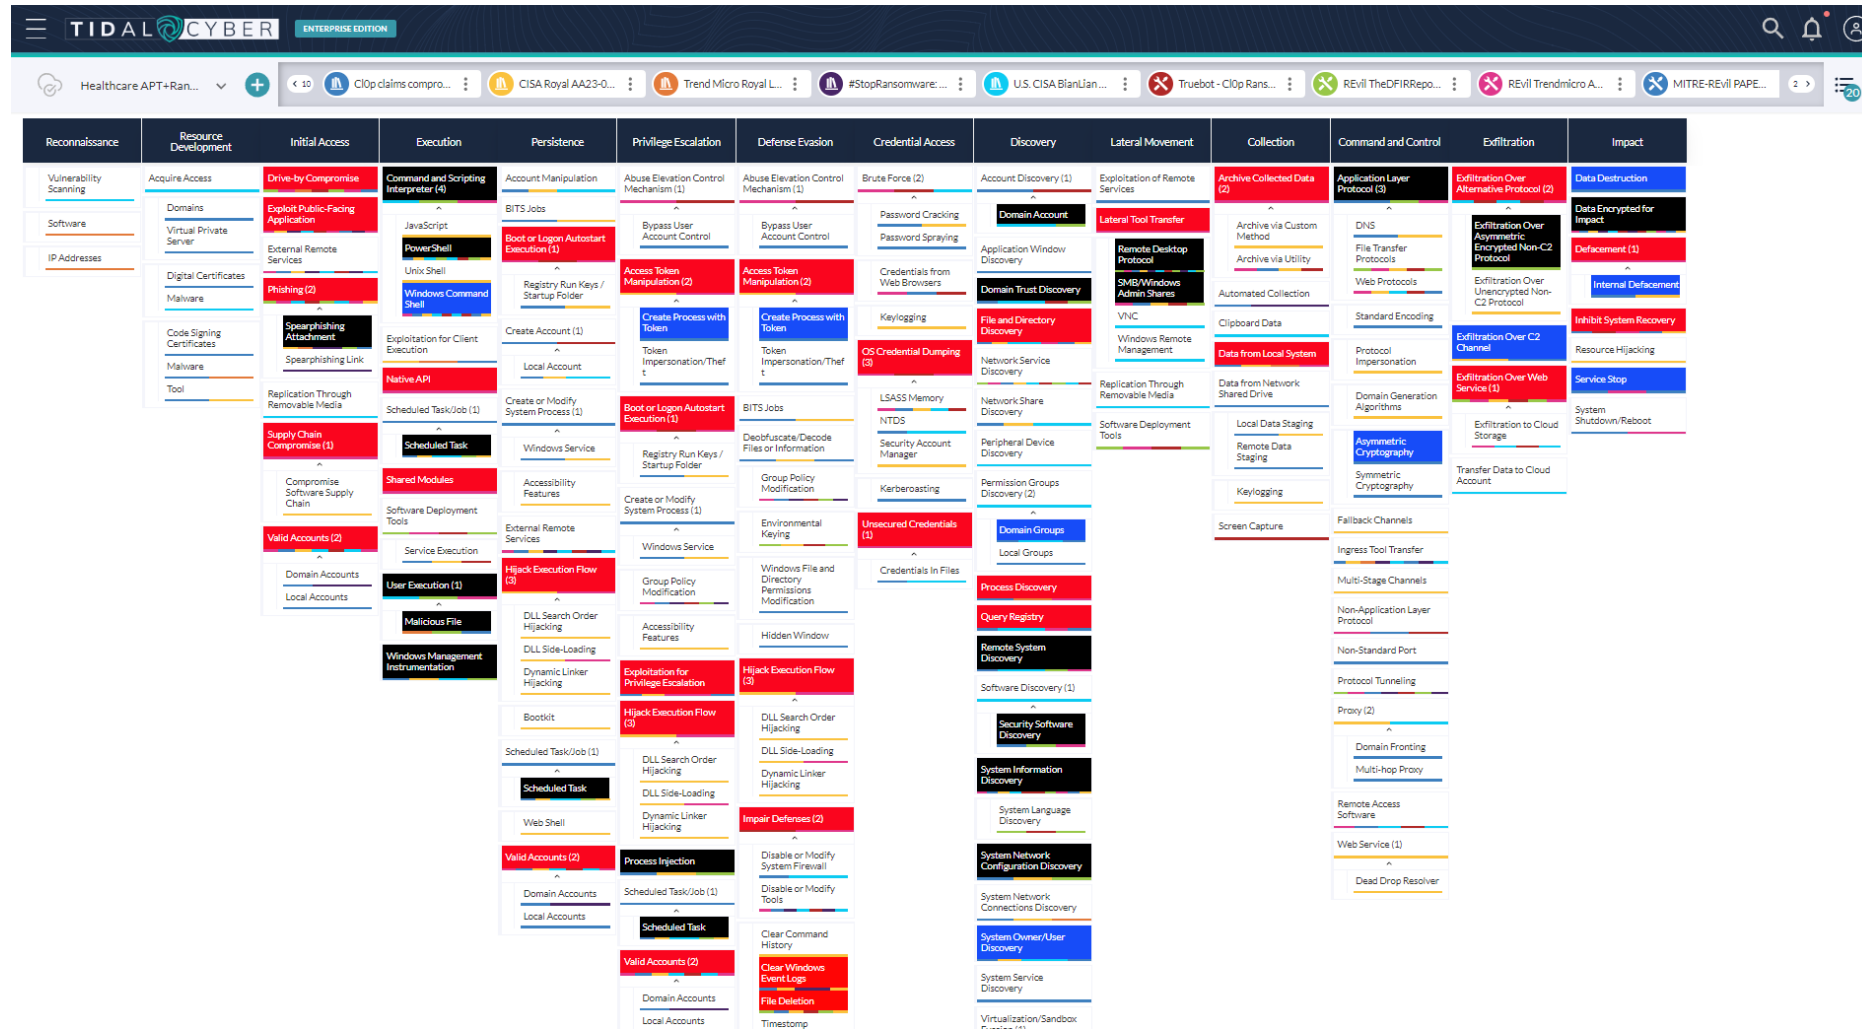 TIDAL CYBER
ENTERPRISE EDITION
Healthcare APT+Ran...
< 10
Cl0p claims compro...
CISA Royal AA23-0...
Trend Micro Royal L...
#StopRansomware: ...
U.S. CISA BianLian ...
Truebot - Cl0p Rans...
REvil TheDFIRRepo...
REvil Trendmicro A...
MITRE-REvil PAPE...
2 >
20
Reconnaissance
Vulnerability
Scanning
Software
IP Addresses
Resource
Development
Acquire Access
Domains
Virtual Private
Server
Digital Certificates
Malware
Code Signing
Certificates
Malware
Tool
Initial Access
Drive-by Compromise
Exploit Public-Facing
Application
External Remote
Services
Phishing (2)
Spearphishing
Attachment
Spearphishing Link
Replication Through
Removable Media
Supply Chain
Compromise (1)
Compromise
Software Supply
Chain
Valid Accounts (2)
Domain Accounts
Local Accounts
Execution
Command and Scripting
Interpreter (4)
JavaScript
PowerShell
Unix Shell
Windows Command
Shell
Exploitation for Client
Execution
Native API
Scheduled Task/Job (1)
Scheduled Task
Shared Modules
Software Deployment
Tools
Service Execution
User Execution (1)
Malicious File
Windows Management
Instrumentation
Persistence
Account Manipulation
BITS Jobs
Boot or Logon Autostart
Execution (1)
Registry Run Keys /
Startup Folder
Create Account (1)
Local Account
Create or Modify
System Process (1)
Windows Service
Accessibility
Features
External Remote
Services
Hijack Execution Flow
(3)
DLL Search Order
Hijacking
DLL Side-Loading
Dynamic Linker
Hijacking
Bootkit
Scheduled Task/Job (1)
Scheduled Task
Web Shell
Valid Accounts (2)
Domain Accounts
Local Accounts
Privilege Escalation
Abuse Elevation Control
Mechanism (1)
Bypass User
Account Control
Access Token
Manipulation (2)
Create Process with
Token
Token
Impersonation/Thef
t
Boot or Logon Autostart
Execution (1)
Registry Run Keys /
Startup Folder
Create or Modify
System Process (1)
Windows Service
Group Policy
Modification
Accessibility
Features
Exploitation for
Privilege Escalation
Hijack Execution Flow
(3)
DLL Search Order
Hijacking
DLL Side-Loading
Dynamic Linker
Hijacking
Process Injection
Scheduled Task/Job (1)
Scheduled Task
Valid Accounts (2)
Domain Accounts
Local Accounts
Defense Evasion
Abuse Elevation Control
Mechanism (1)
Bypass User
Account Control
Access Token
Manipulation (2)
Create Process with
Token
Token
Impersonation/Thef
t
BITS Jobs
Deobfuscate/Decode
Files or Information
Group Policy
Modification
Environmental
Keying
Windows File and
Directory
Permissions
Modification
Hidden Window
Hijack Execution Flow
(3)
DLL Search Order
Hijacking
DLL Side-Loading
Dynamic Linker
Hijacking
Impair Defenses (2)
Disable or Modify
System Firewall
Disable or Modify
Tools
Clear Command
History
Clear Windows
Event Logs
File Deletion
Timestomp
Credential Access
Brute Force (2)
Password Cracking
Password Spraying
Credentials from
Web Browsers
Keylogging
OS Credential Dumping
(3)
LSASS Memory
NTDS
Security Account
Manager
Kerberoasting
Unsecured Credentials
(1)
Credentials In Files
Discovery
Account Discovery (1)
Domain Account
Application Window
Discovery
Domain Trust Discovery
File and Directory
Discovery
Network Service
Discovery
Network Share
Discovery
Peripheral Device
Discovery
Permission Groups
Discovery (2)
Domain Groups
Local Groups
Process Discovery
Query Registry
Remote System
Discovery
Software Discovery (1)
Security Software
Discovery
System Information
Discovery
System Language
Discovery
System Network
Configuration Discovery
System Network
Connections Discovery
System Owner/User
Discovery
System Service
Discovery
Virtualization/Sandbox
Evasion (1)
Lateral Movement
Exploitation of Remote
Services
Lateral Tool Transfer
Remote Desktop
Protocol
SMB/Windows
Admin Shares
VNC
Windows Remote
Management
Replication Through
Removable Media
Software Deployment
Tools
Collection
Archive Collected Data
(2)
Archive via Custom
Method
Archive via Utility
Automated Collection
Clipboard Data
Data from Local System
Data from Network
Shared Drive
Local Data Staging
Remote Data
Staging
Keylogging
Screen Capture
Command and Control
Application Layer
Protocol (3)
DNS
File Transfer
Protocols
Web Protocols
Standard Encoding
Protocol
Impersonation
Domain Generation
Algorithms
Asymmetric
Cryptography
Symmetric
Cryptography
Fallback Channels
Ingress Tool Transfer
Multi-Stage Channels
Non-Application Layer
Protocol
Non-Standard Port
Protocol Tunneling
Proxy (2)
Domain Fronting
Multi-hop Proxy
Remote Access
Software
Web Service (1)
Dead Drop Resolver
Exfiltration
Exfiltration Over
Alternative Protocol (2)
Exfiltration Over
Asymmetric
Encrypted Non-C2
Protocol
Exfiltration Over
Unencrypted Non-
C2 Protocol
Exfiltration Over C2
Channel
Exfiltration Over Web
Service (1)
Exfiltration to Cloud
Storage
Transfer Data to Cloud
Account
Impact
Data Destruction
Data Encrypted for
Impact
Defacement (1)
Internal Defacement
Inhibit System Recovery
Resource Hijacking
Service Stop
System
Shutdown/Reboot